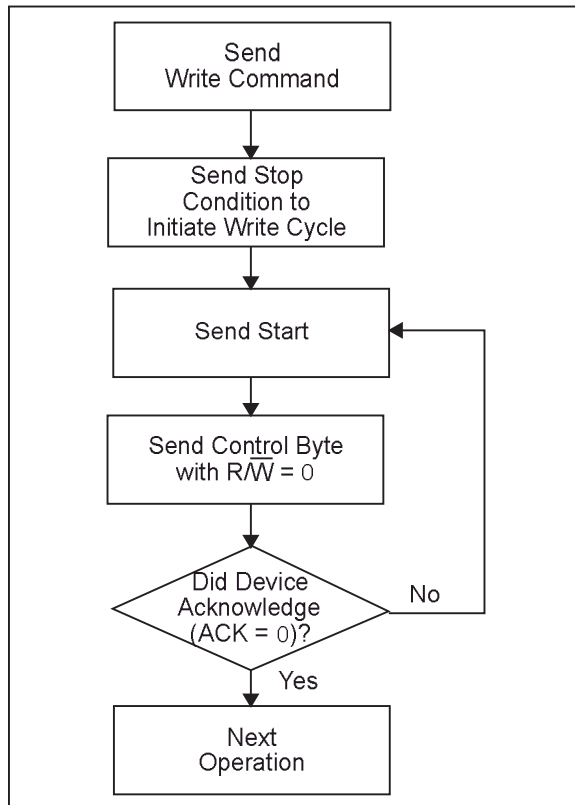 Send
Write Command
Send Stop
Condition to
Initiate Write Cycle
Send Start
Send Control Byte
with R/W̅ = 0
Did Device
Acknowledge
(ACK = 0)?
No
Yes
Next
Operation